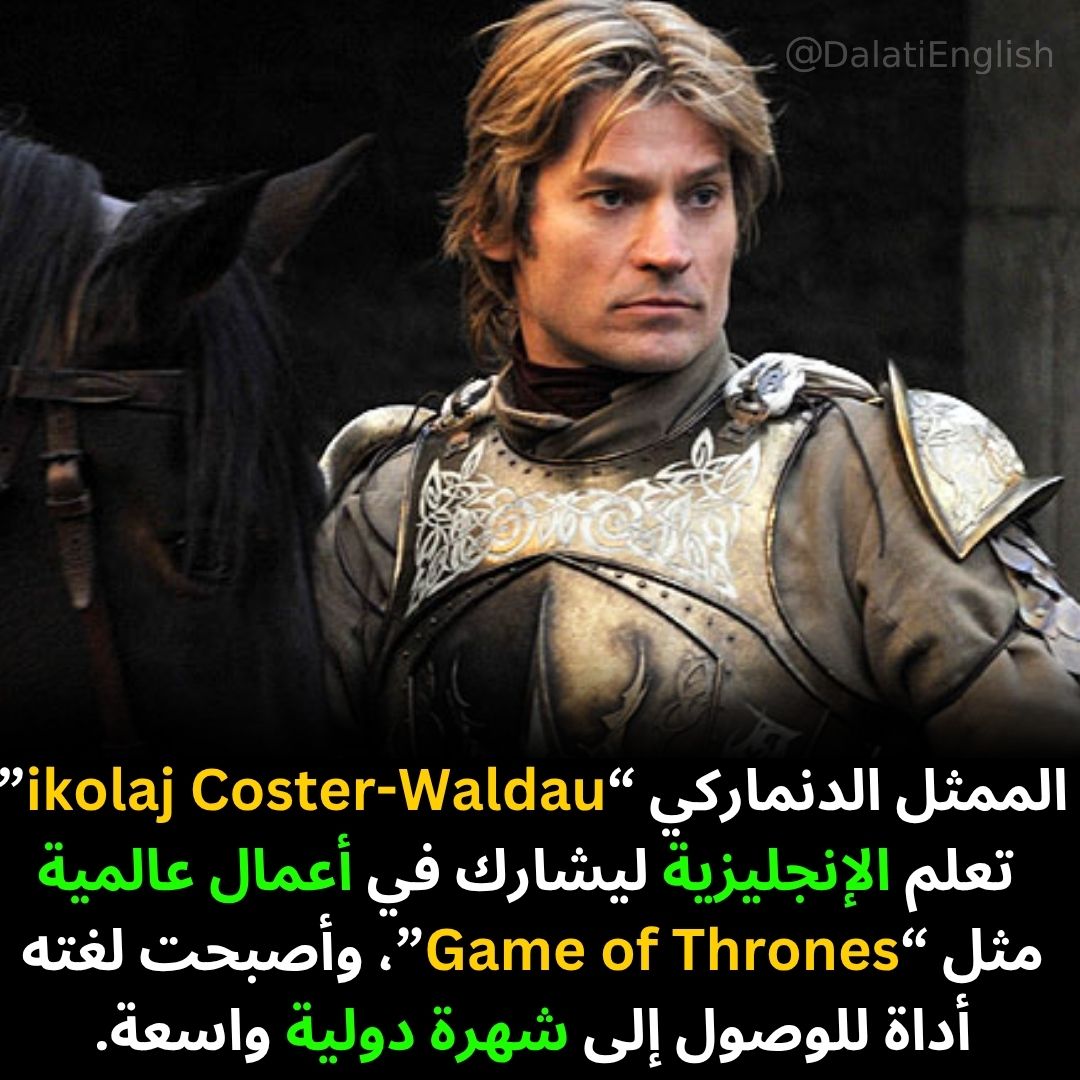 @DalatiEnglish
الممثل الدنماركي “ikolaj Coster-Waldau”
تعلم الإنجليزية ليشارك في أعمال عالمية
مثل “Game of Thrones”، وأصبحت لغته
أداة للوصول إلى شهرة دولية واسعة.